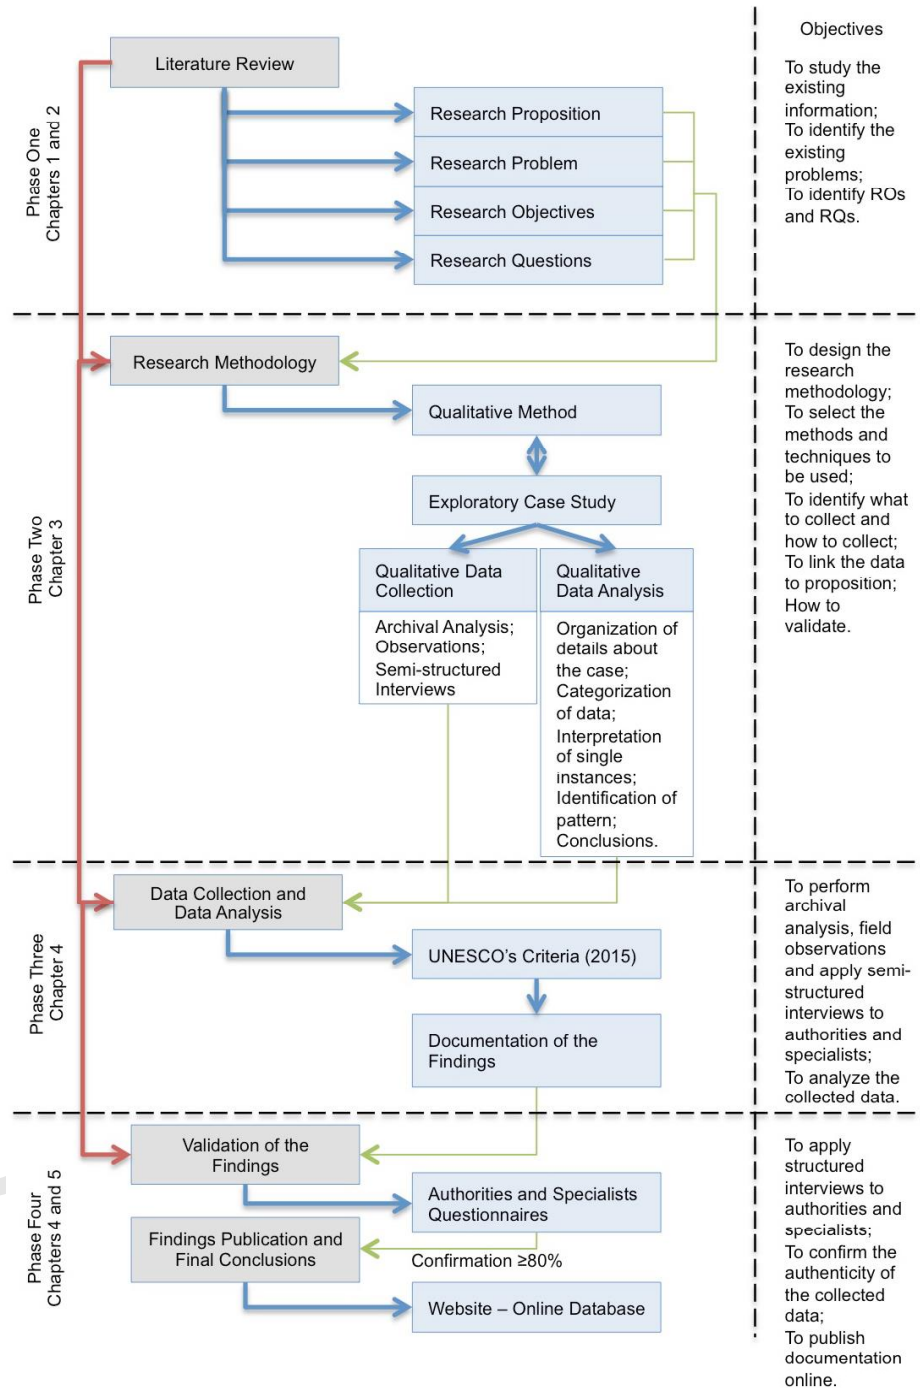 Objectives
Phase One
Chapters 1 and 2
Literature Review
Research Proposition
Research Problem
Research Objectives
Research Questions
To study the
existing
information;
To identify the
existing
problems;
To identify ROs
and RQs.
Phase Two
Chapter 3
Research Methodology
Qualitative Method
Exploratory Case Study
Qualitative Data
Collection
Archival Analysis;
Observations;
Semi-structured
Interviews
Qualitative
Data Analysis
Organization of
details about
the case;
Categorization
of data;
Interpretation
of single
instances;
Identification of
pattern;
Conclusions.
To design the
research
methodology;
To select the
methods and
techniques to
be used;
To identify what
to collect and
how to collect;
To link the data
to proposition;
How to
validate.
Phase Three
Chapter 4
Data Collection and
Data Analysis
UNESCO’s Criteria (2015)
Documentation of the
Findings
To perform
archival
analysis, field
observations
and apply semi-
structured
interviews to
authorities and
specialists;
To analyze the
collected data.
Phase Four
Chapters 4 and 5
Validation of the
Findings
Authorities and Specialists
Questionnaires
Findings Publication and
Final Conclusions
Confirmation ≥80%
Website – Online Database
To apply
structured
interviews to
authorities and
specialists;
To confirm the
authenticity of
the collected
data;
To publish
documentation
online.